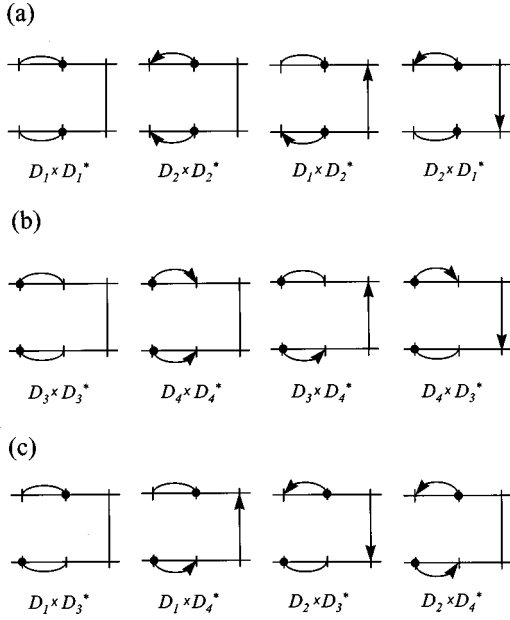 (a)
D₁ × D₁* D₂ × D₂* D₁ × D₂* D₂ × D₁*
(b)
D₃ × D₃* D₄ × D₄* D₃ × D₄* D₄ × D₃*
(c)
D₁ × D₃* D₁ × D₄* D₂ × D₃* D₂ × D₄*